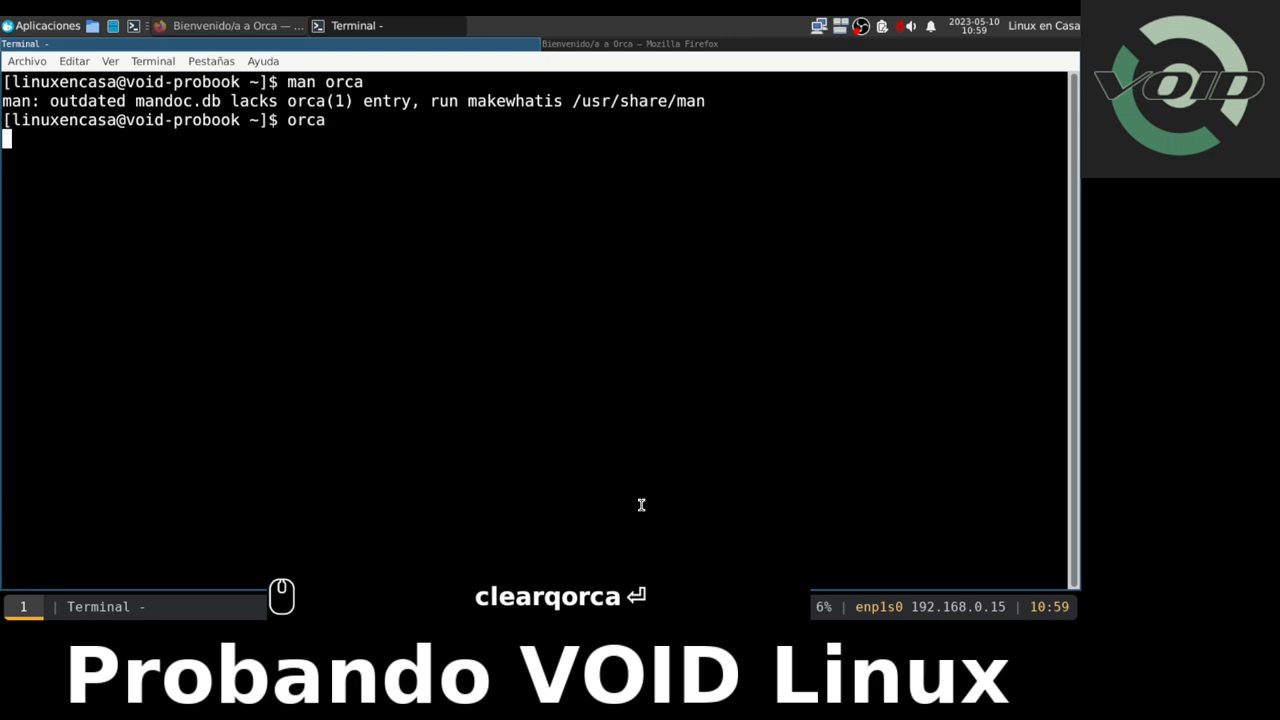 Aplicaciones
Bienvenido/a a Orca — ...
Terminal -
2023-05-10
10:59
Linux en Casa
Terminal -
Bienvenido/a a Orca — Mozilla Firefox
Archivo Editar Ver Terminal Pestañas Ayuda
[linuxencasa@void-probook ~]$ man orca
man: outdated mandoc.db lacks orca(1) entry, run makewhatis /usr/share/man
[linuxencasa@void-probook ~]$ orca
VOID
clearqorca ⏎
1 | Terminal -
6% | enp1s0 192.168.0.15 | 10:59
Probando VOID Linux